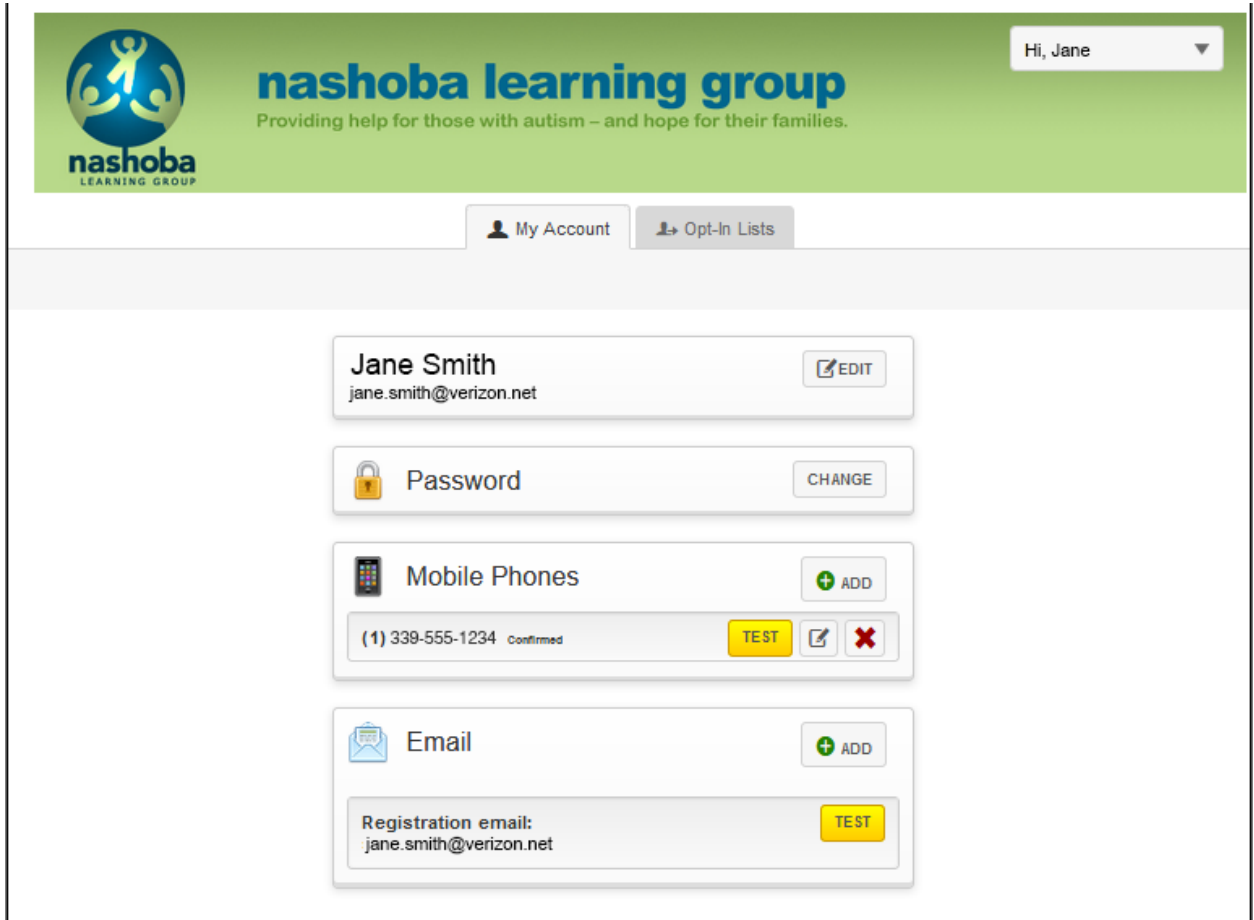 Hi, Jane
nashoba learning group
Providing help for those with autism – and hope for their families.
nashoba
LEARNING GROUP
My Account
Opt-In Lists
Jane Smith
EDIT
jane.smith@verizon.net
Password
CHANGE
Mobile Phones
ADD
(1) 339-555-1234 Confirmed
TEST
Email
ADD
Registration email:
TEST
jane.smith@verizon.net